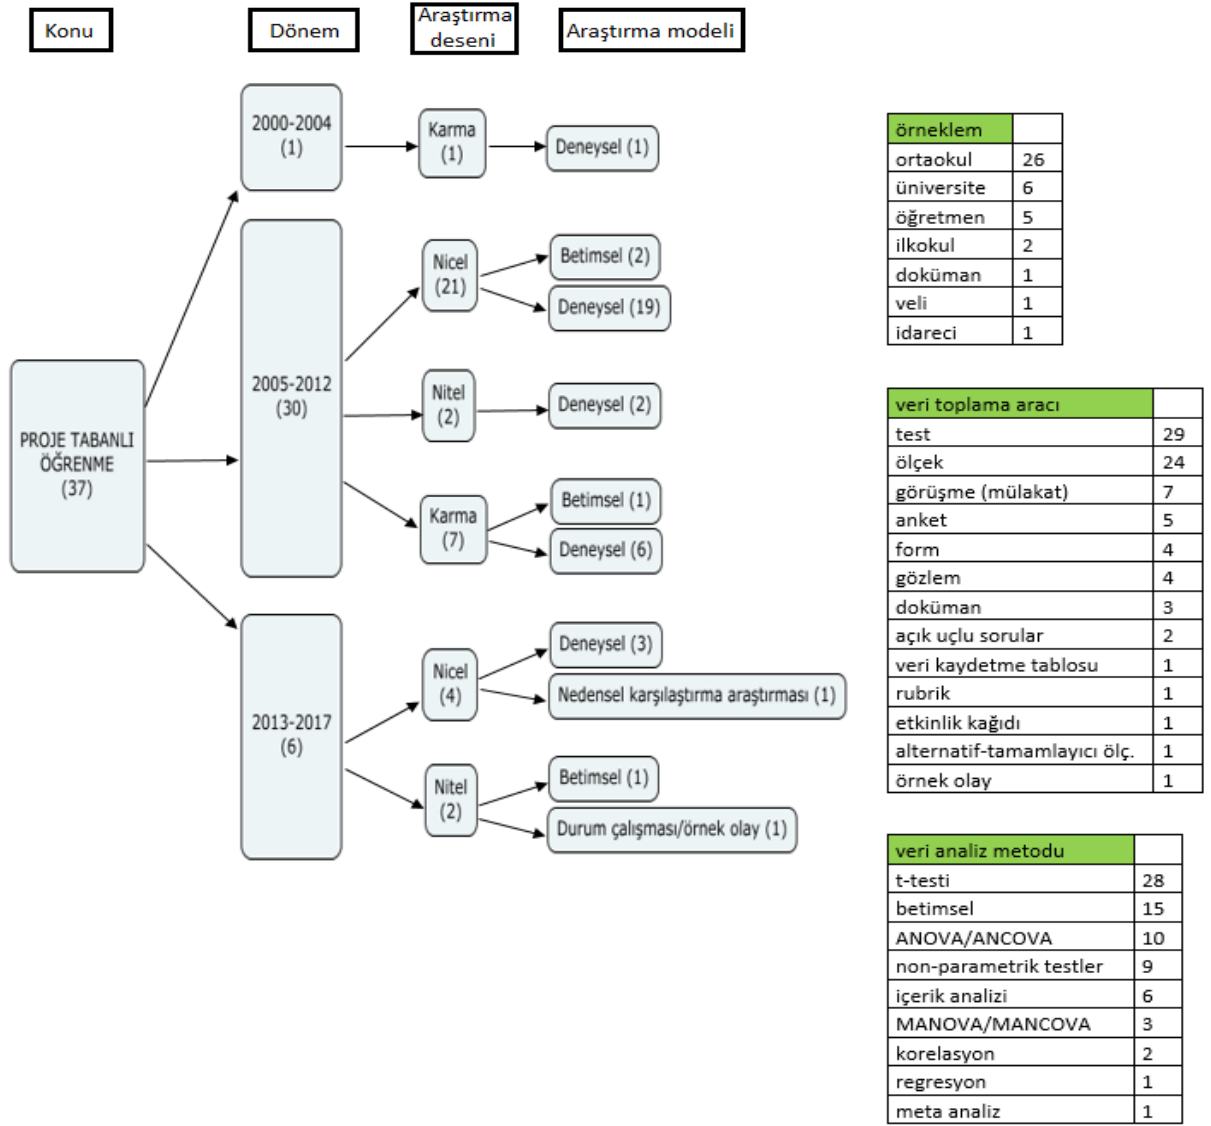 Konu
Dönem
Araştırma
deseni
Araştırma modeli
2000-2004
(1)
Karma
(1)
Deneysel (1)
PROJE TABANLI
ÖĞRENME
(37)
2005-2012
(30)
Nicel
(21)
Betimsel (2)
Deneysel (19)
Nitel
(2)
Deneysel (2)
Karma
(7)
Betimsel (1)
Deneysel (6)
2013-2017
(6)
Nicel
(4)
Deneysel (3)
Nedensel karşılaştırma araştırması (1)
Nitel
(2)
Betimsel (1)
Durum çalışması/örnek olay (1)
örneklem
ortaokul 26
üniversite 6
öğretmen 5
ilkokul 2
doküman 1
veli 1
idareci 1
veri toplama aracı
test 29
ölçek 24
görüşme (mülakat) 7
anket 5
form 4
gözlem 4
doküman 3
açık uçlu sorular 2
veri kaydetme tablosu 1
rubrik 1
etkinlik kağıdı 1
alternatif-tamamlayıcı ölç. 1
örnek olay 1
veri analiz metodu
t-testi 28
betimsel 15
ANOVA/ANCOVA 10
non-parametrik testler 9
içerik analizi 6
MANOVA/MANCOVA 3
korelasyon 2
regresyon 1
meta analiz 1